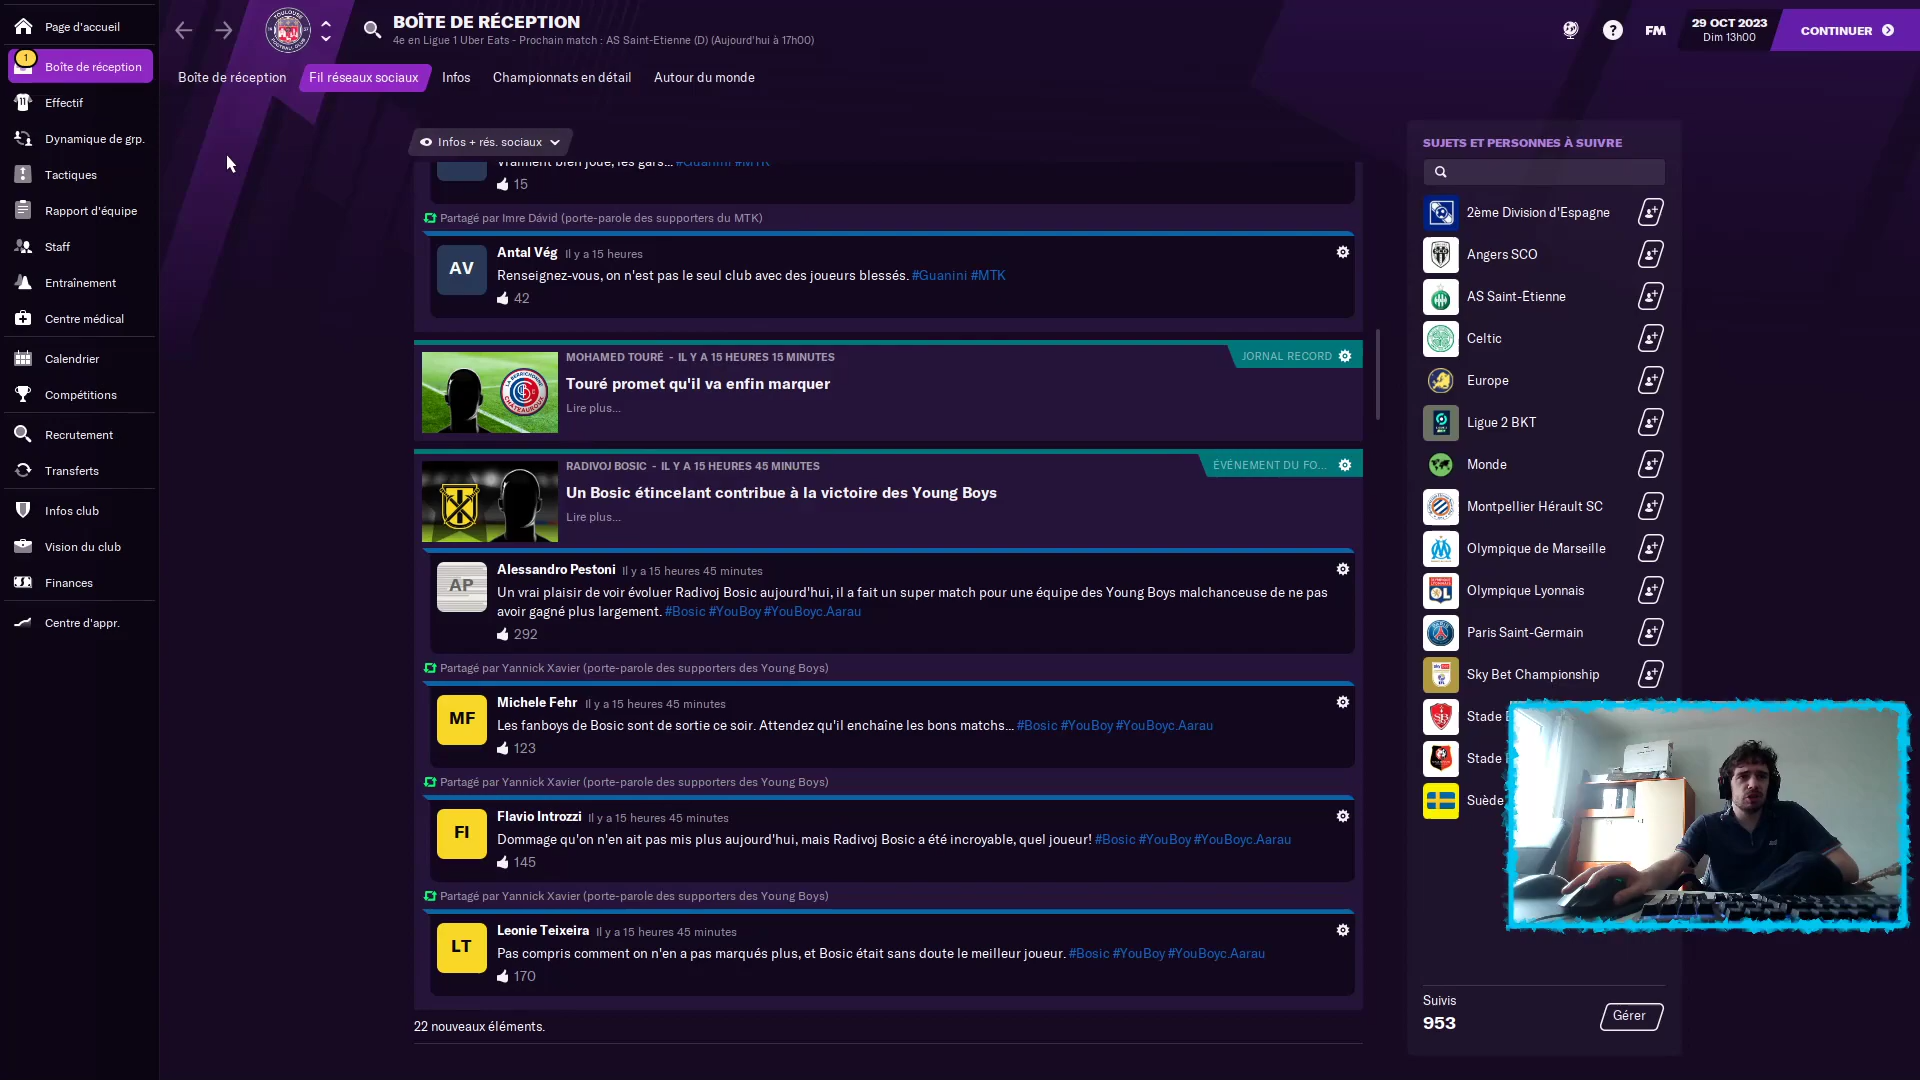 Page d'accueil
1
Boîte de réception
Effectif
Dynamique de grp.
Tactiques
Rapport d'équipe
Staff
Entraînement
Centre médical
Calendrier
Compétitions
Recrutement
Transferts
Infos club
Vision du club
Finances
Centre d'appr.
BOÎTE DE RÉCEPTION
4e en Ligue 1 Uber Eats - Prochain match : AS Saint-Etienne (D) (Aujourd'hui à 17h00)
FM
29 OCT 2023
Dim 13h00
CONTINUER
Boîte de réception
Fil réseaux sociaux
Infos
Championnats en détail
Autour du monde
Infos + rés. sociaux
Vraiment bien joué, les gars... #Guanini #MTK
15
Partagé par Imre Dávid (porte-parole des supporters du MTK)
AV
Antal Vég Il y a 15 heures
Renseignez-vous, on n'est pas le seul club avec des joueurs blessés. #Guanini #MTK
42
MOHAMED TOURÉ - IL Y A 15 HEURES 15 MINUTES
JORNAL RECORD
Touré promet qu'il va enfin marquer
Lire plus...
RADIVOJ BOSIC - IL Y A 15 HEURES 45 MINUTES
ÉVÉNEMENT DU FO...
Un Bosic étincelant contribue à la victoire des Young Boys
Lire plus...
AP
Alessandro Pestoni Il y a 15 heures 45 minutes
Un vrai plaisir de voir évoluer Radivoj Bosic aujourd'hui, il a fait un super match pour une équipe des Young Boys malchanceuse de ne pas
avoir gagné plus largement. #Bosic #YouBoy #YouBoyc.Aarau
292
Partagé par Yannick Xavier (porte-parole des supporters des Young Boys)
MF
Michele Fehr Il y a 15 heures 45 minutes
Les fanboys de Bosic sont de sortie ce soir. Attendez qu'il enchaîne les bons matchs... #Bosic #YouBoy #YouBoyc.Aarau
123
Partagé par Yannick Xavier (porte-parole des supporters des Young Boys)
FI
Flavio Introzzi Il y a 15 heures 45 minutes
Dommage qu'on n'en ait pas mis plus aujourd'hui, mais Radivoj Bosic a été incroyable, quel joueur! #Bosic #YouBoy #YouBoyc.Aarau
145
Partagé par Yannick Xavier (porte-parole des supporters des Young Boys)
LT
Leonie Teixeira Il y a 15 heures 45 minutes
Pas compris comment on n'en a pas marqués plus, et Bosic était sans doute le meilleur joueur. #Bosic #YouBoy #YouBoyc.Aarau
170
22 nouveaux éléments.
SUJETS ET PERSONNES À SUIVRE
2ème Division d'Espagne
Angers SCO
AS Saint-Etienne
Celtic
Europe
Ligue 2 BKT
Monde
Montpellier Hérault SC
Olympique de Marseille
Olympique Lyonnais
Paris Saint-Germain
Sky Bet Championship
Stade
Stade
Suède
Suivis
953
Gérer